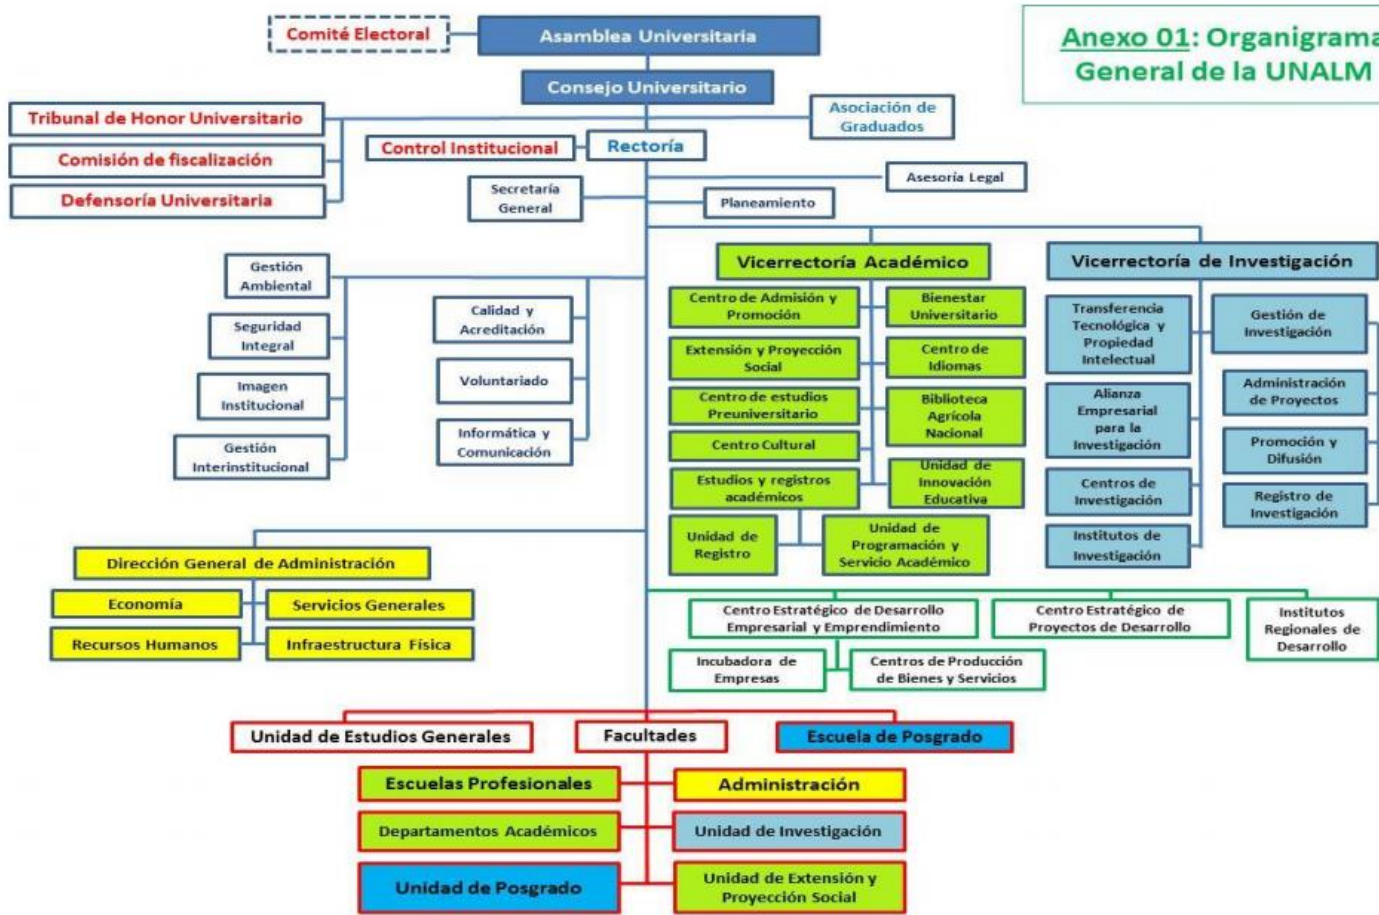 Comité Electoral
Asamblea Universitaria
Anexo 01: Organigrama
General de la UNALM
Consejo Universitario
Tribunal de Honor Universitario
Asociación de
Graduados
Control Institucional
Rectoría
Comisión de fiscalización
Defensoría Universitaria
Asesoría Legal
Secretaría
General
Planeamiento
Gestión
Ambiental
Seguridad
Integral
Imagen
Institucional
Gestión
Interinstitucional
Calidad y
Acreditación
Voluntariado
Informática y
Comunicación
Vicerrectoría Académico
Centro de Admisión y
Promoción
Bienestar
Universitario
Extensión y Proyección
Social
Centro de
Idiomas
Centro de estudios
Preuniversitario
Biblioteca
Agrícola
Nacional
Centro Cultural
Estudios y registros
académicos
Unidad de
Innovación
Educativa
Unidad de
Registro
Unidad de
Programación y
Servicio Académico
Vicerrectoría de Investigación
Transferencia
Tecnológica y
Propiedad
Intelectual
Gestión de
Investigación
Alianza
Empresarial
para la
Investigación
Administración
de Proyectos
Promoción y
Difusión
Centros de
Investigación
Registro de
Investigación
Institutos de
Investigación
Dirección General de Administración
Economía
Servicios Generales
Recursos Humanos
Infraestructura Física
Centro Estratégico de Desarrollo
Empresarial y Emprendimiento
Centro Estratégico de
Proyectos de Desarrollo
Institutos
Regionales de
Desarrollo
Incubadora de
Empresas
Centros de Producción
de Bienes y Servicios
Unidad de Estudios Generales
Facultades
Escuela de Posgrado
Escuelas Profesionales
Administración
Departamentos Académicos
Unidad de Investigación
Unidad de Posgrado
Unidad de Extensión y
Proyección Social